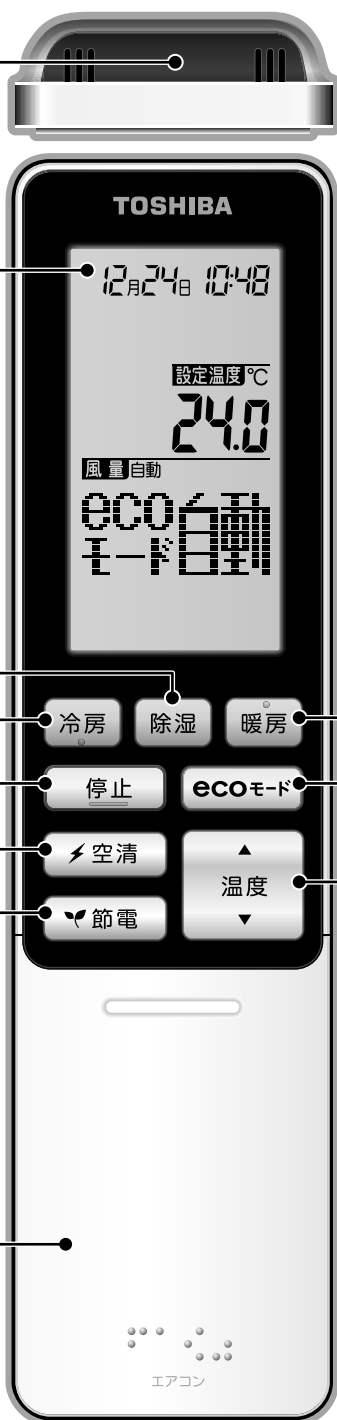 TOSHIBA
12月24日 10:48
設定温度 ℃
24.0
風量 自動
eco自動
モード
冷房 除湿 暖房
停止 ecoモード
空清
温度
節電
エアコン